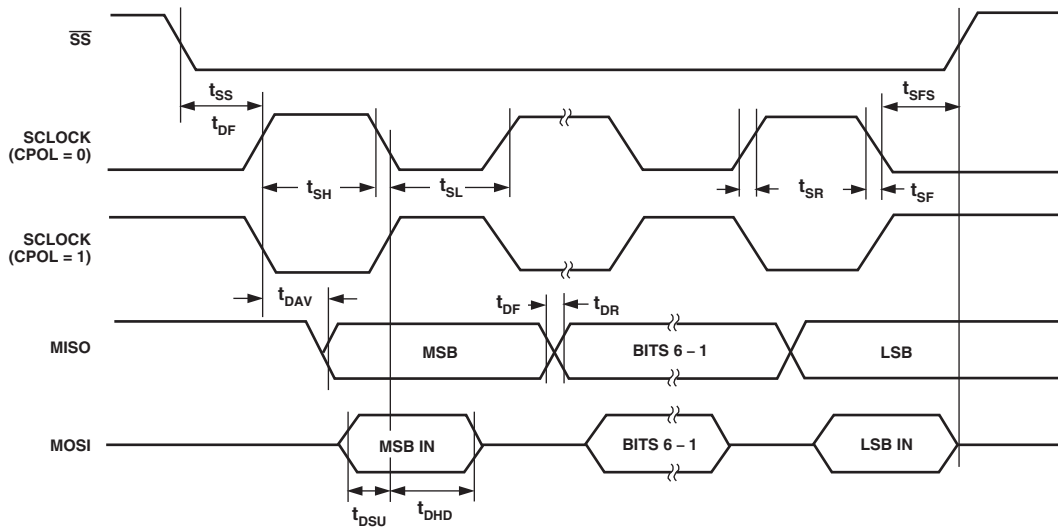 SS
tSS
tDF
tSFS
SCLOCK
(CPOL = 0)
tSH
tSL
tSR
tSF
SCLOCK
(CPOL = 1)
tDAV
tDF
tDR
MISO
MSB
BITS 6 – 1
LSB
MOSI
MSB IN
BITS 6 – 1
LSB IN
tDSU
tDHD